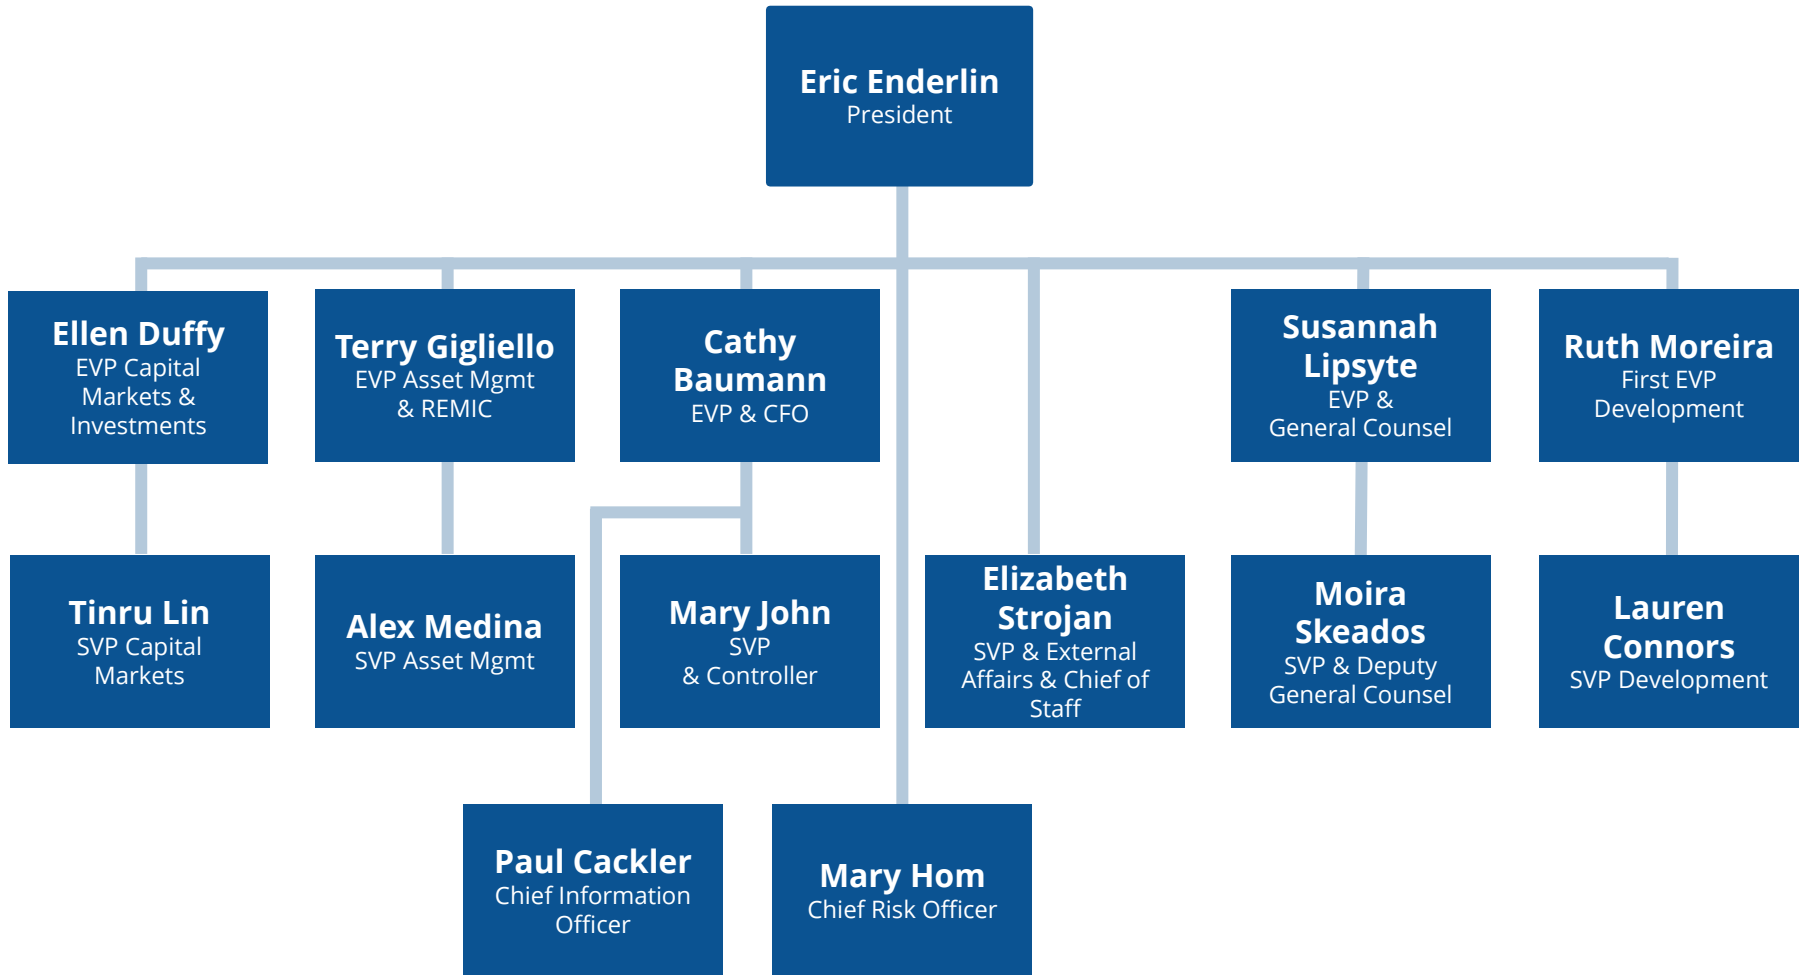 Eric Enderlin
President
Ellen Duffy
EVP Capital
Markets &
Investments
Terry Gigliello
EVP Asset Mgmt
& REMIC
Cathy
Baumann
EVP & CFO
Susannah
Lipsyte
EVP &
General Counsel
Ruth Moreira
First EVP
Development
Tinru Lin
SVP Capital
Markets
Alex Medina
SVP Asset Mgmt
Mary John
SVP
& Controller
Elizabeth
Strojan
SVP & External
Affairs & Chief of
Staff
Moira
Skeados
SVP & Deputy
General Counsel
Lauren
Connors
SVP Development
Paul Cackler
Chief Information
Officer
Mary Hom
Chief Risk Officer